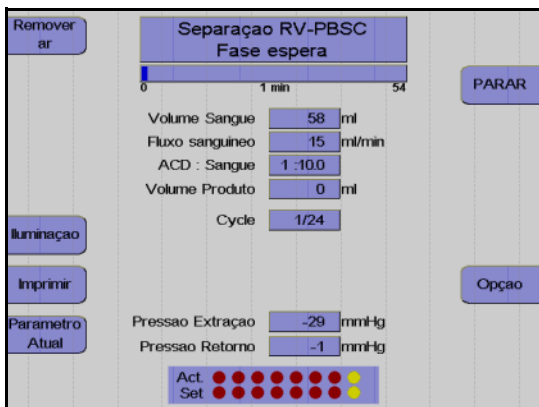 Remover
ar
Separaçao RV-PBSC
Fase espera
0 1 min 54
PARAR
Volume Sangue 58 ml
Fluxo sanguineo 15 ml/min
ACD : Sangue 1 :10.0
Volume Produto 0 ml
Cycle 1/24
Iluminaçao
Imprimir
Opçao
Parametro
Atual
Pressao Extraçao -29 mmHg
Pressao Retorno -1 mmHg
Act.
Set